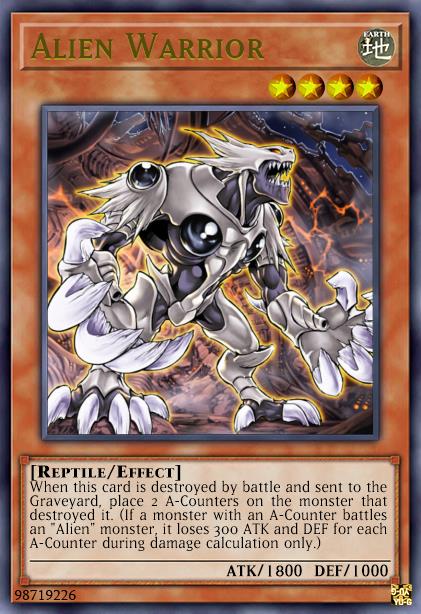 ALIEN WARRIOR
EARTH
地
[REPTILE/EFFECT]
When this card is destroyed by battle and sent to the
Graveyard, place 2 A-Counters on the monster that
destroyed it. (If a monster with an A-Counter battles
an "Alien" monster, it loses 300 ATK and DEF for each
A-Counter during damage calculation only.)
ATK/1800 DEF/1000
98719226